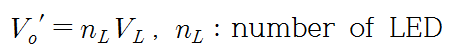 V_o′ = n_L V_L , n_L : number of LED